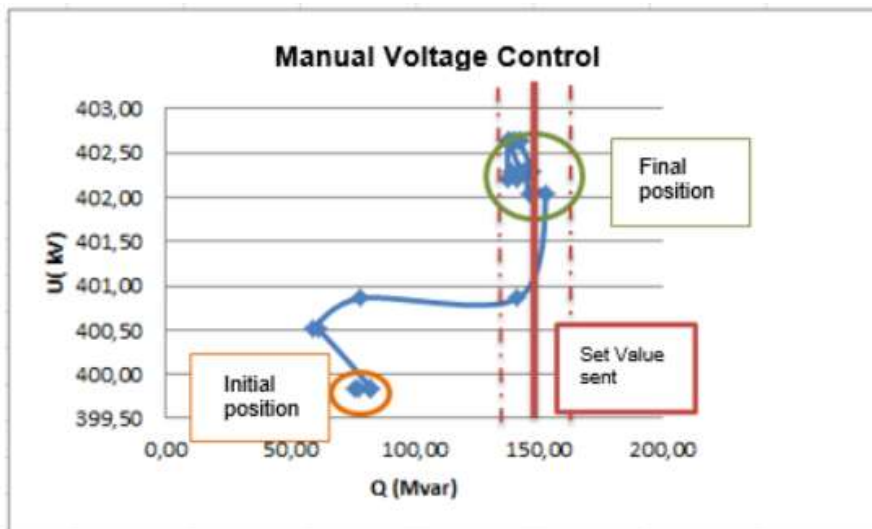 Manual Voltage Control
403,00
402,50
402,00
401,50
401,00
400,50
400,00
399,50
U( kV)
0,00
50,00
100,00
150,00
200,00
Q (Mvar)
Initial
position
Final
position
Set Value
sent